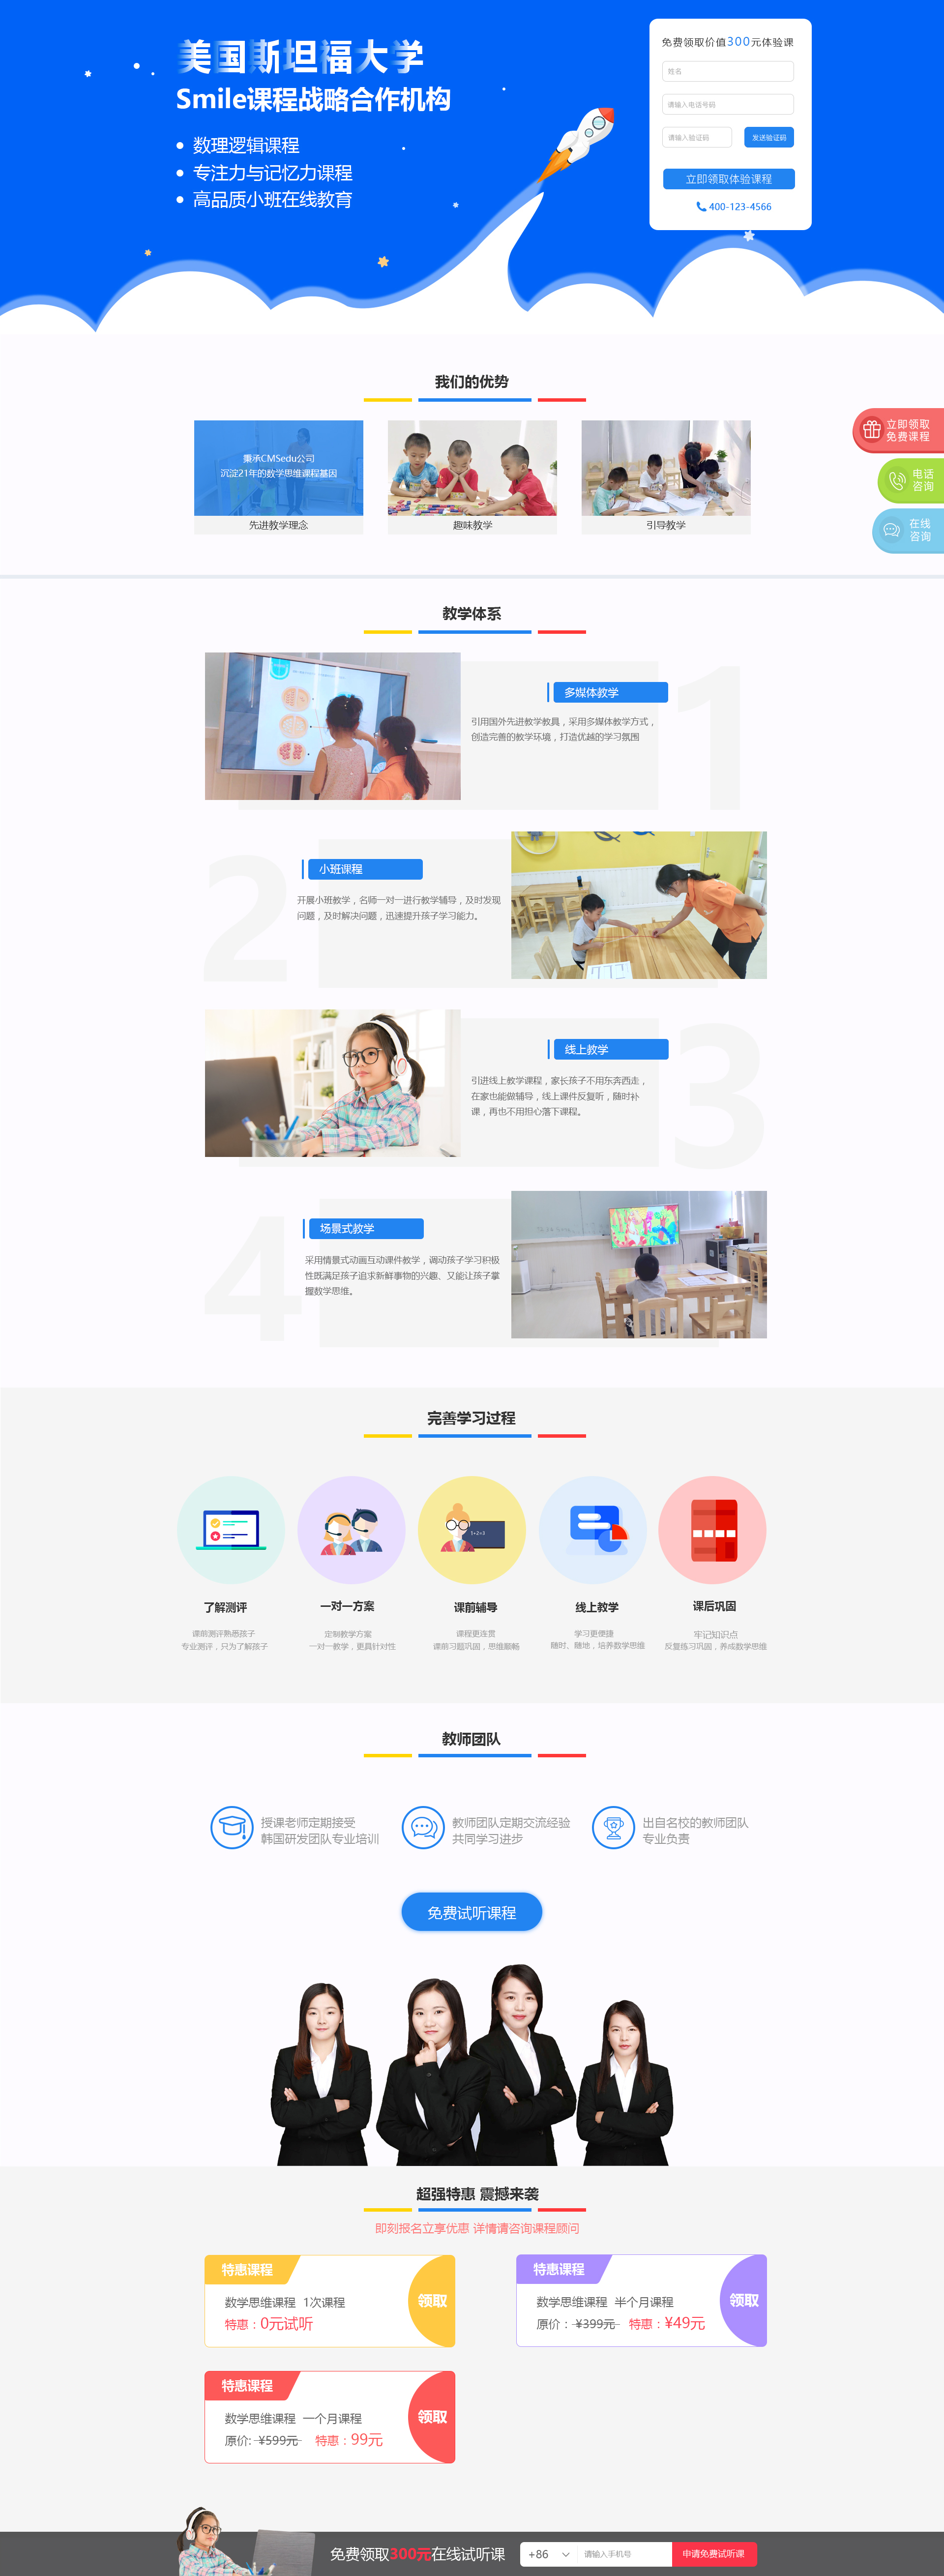 美国斯坦福大学
Smile课程战略合作机构
数理逻辑课程
专注力与记忆力课程
高品质小班在线教育
免费领取价值300元体验课
姓名
请输入电话号码
请输入验证码
发送验证码
立即领取体验课程
400-123-4566
我们的优势
秉承CMSedu公司
沉淀21年的数学思维课程基因
先进教学理念
趣味教学
引导教学
立即领取
免费课程
电话
咨询
在线
咨询
教学体系
多媒体教学
引用国外先进教学教具，采用多媒体教学方式，
创造完善的教学环境，打造优越的学习氛围
1
2
小班课程
开展小班教学，名师一对一进行教学辅导，及时发现
问题，及时解决问题，迅速提升孩子学习能力。
线上教学
引进线上教学课程，家长孩子不用东奔西走，
在家也能做辅导，线上课件反复听，随时补
课，再也不用担心落下课程。
3
4
场景式教学
采用情景式动画互动课件教学，调动孩子学习积极
性既满足孩子追求新鲜事物的兴趣、又能让孩子掌
握数学思维。
完善学习过程
1+2=3
了解测评
课前测评熟悉孩子
专业测评，只为了解孩子
一对一方案
定制教学方案
一对一教学，更具针对性
课前辅导
课程更连贯
课前习题巩固，思维顺畅
线上教学
学习更便捷
随时、随地，培养数学思维
课后巩固
牢记知识点
反复练习巩固，养成数学思维
教师团队
授课老师定期接受
韩国研发团队专业培训
教师团队定期交流经验
共同学习进步
出自名校的教师团队
专业负责
免费试听课程
超强特惠 震撼来袭
即刻报名立享优惠 详情请咨询课程顾问
特惠课程
数学思维课程 1次课程
特惠：0元试听
领取
特惠课程
数学思维课程 半个月课程
原价：¥399元 特惠：¥49元
领取
特惠课程
数学思维课程 一个月课程
原价: ¥599元 特惠：99元
领取
免费领取300元在线试听课
+86
请输入手机号
申请免费试听课